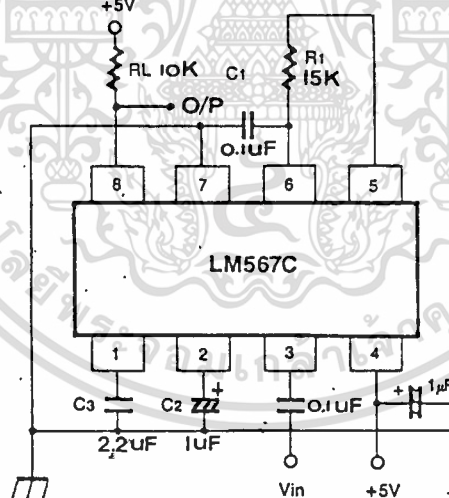 +5V
RL 10K
C1
R1
15K
O/P
0.1uF
8
7
6
5
LM567C
1
2
3
4
C3
2.2uF
C2
+
1uF
0.1uF
+
1μF
Vin
+5V